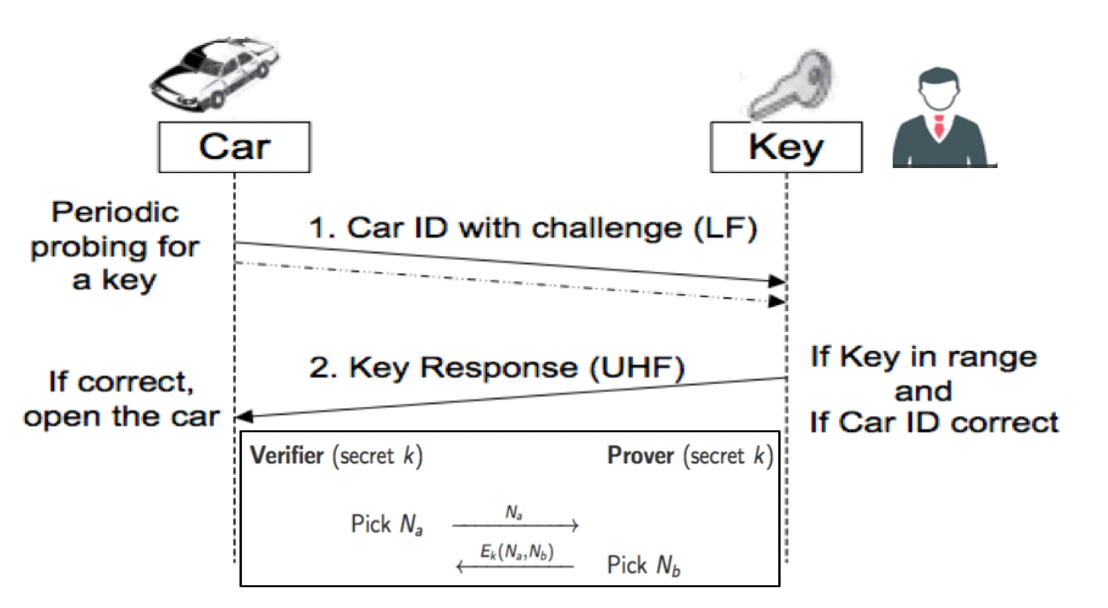 Car
Key
Periodic
probing for
a key
1. Car ID with challenge (LF)
2. Key Response (UHF)
If Key in range
and
If Car ID correct
If correct,
open the car
Verifier (secret k)
Prover (secret k)
Pick Nₐ
Nₐ
Eₖ(Nₐ,N_b)
Pick N_b